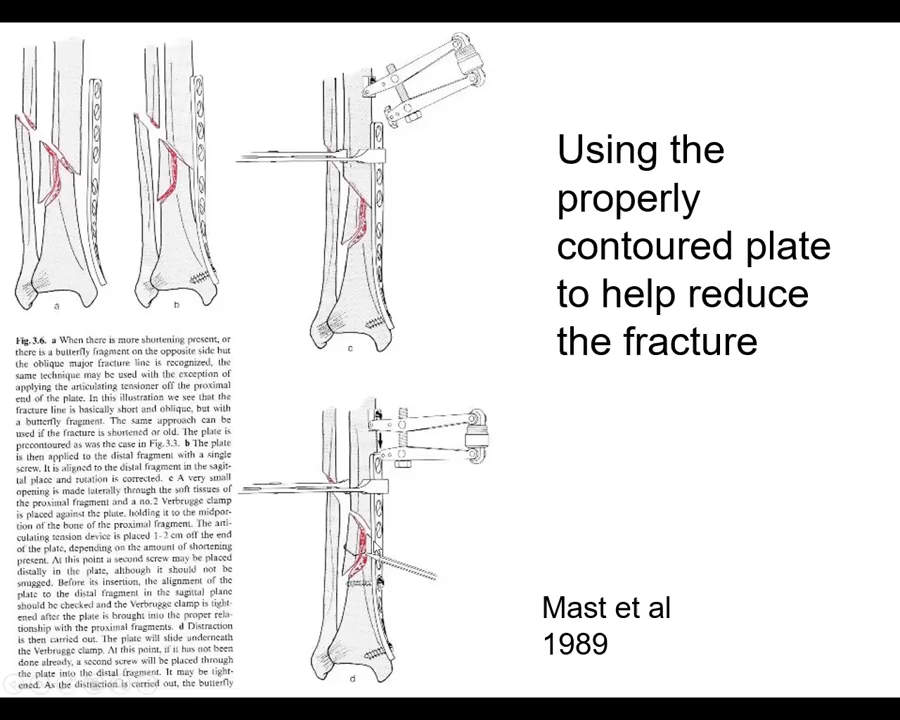 Using the
properly
contoured plate
to help reduce
the fracture
a
b
c
d
Fig. 3.6. a When there is more shortening present, or
there is a butterfly fragment on the opposite side but
the oblique major fracture line is recognized, the
same technique may be used with the exception of
applying the articulating tensioner off the proximal
end of the plate. In this illustration we see that the
fracture line is basically short and oblique, but with
a butterfly fragment. The same approach can be
used if the fracture is shortened or old. The plate is
precontoured as was the case in Fig. 3.3. b The plate
is then applied to the distal fragment with a single
screw. It is aligned to the distal fragment in the sagit-
tal place and rotation is corrected. c A very small
opening is made laterally through the soft tissues of
the proximal fragment and a no. 2 Verbrugge clamp
is placed against the plate, holding it to the midpor-
tion of the bone of the proximal fragment. The arti-
culating tension device is placed 1-2 cm off the end
of the plate, depending on the amount of shortening
present. At this point a second screw may be placed
distally in the plate, although it should not be
snugged. Before its insertion, the alignment of the
plate to the distal fragment in the sagittal plane
should be checked and the Verbrugge clamp is tight-
ened after the plate is brought into the proper rela-
tionship with the proximal fragments. d Distraction
is then carried out. The plate will slide underneath
the Verbrugge clamp. At this point, if it has not been
done already, a second screw will be placed through
the plate into the distal fragment. It may be tight-
ened. As the distraction is carried out, the butterfly
Mast et al
1989